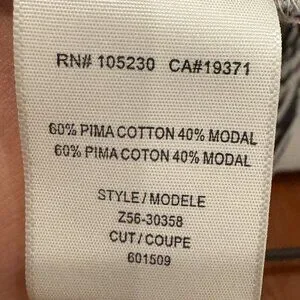 RN# 105230 CA#19371
60% PIMA COTTON 40% MODAL
60% PIMA COTON 40% MODAL
STYLE / MODELE
Z56-30358
CUT / COUPE
601509